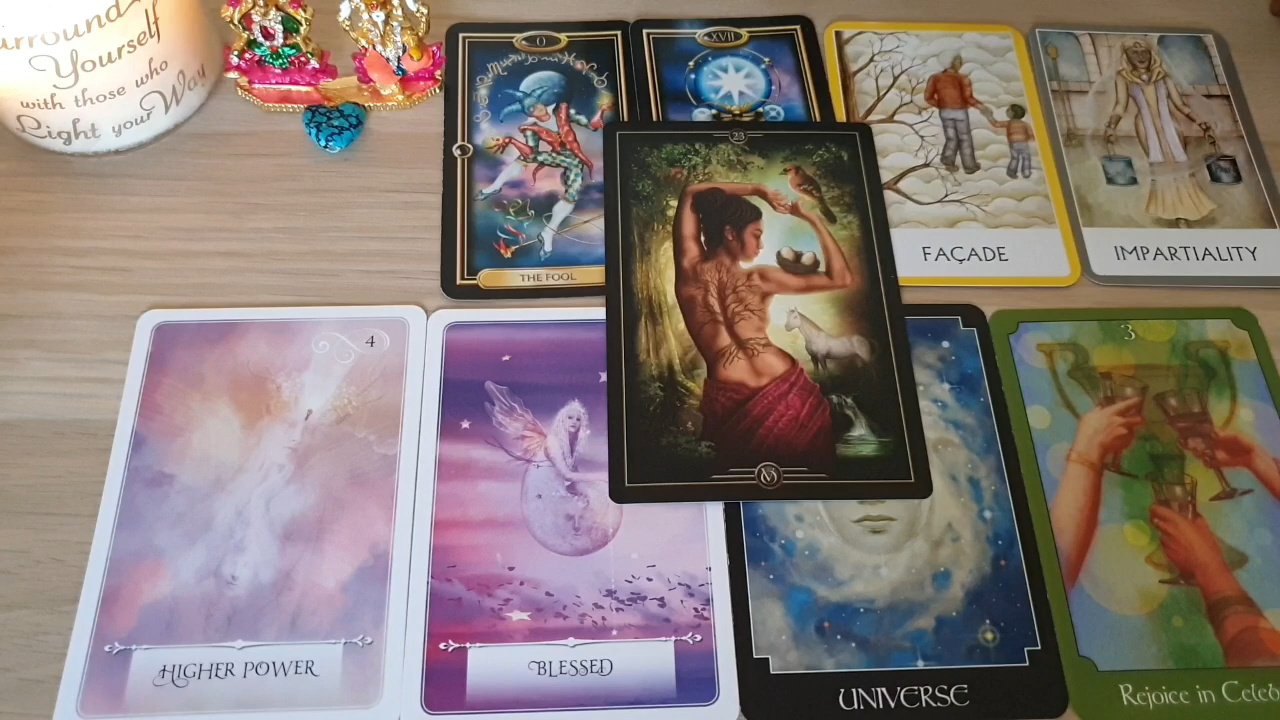 urround
Yourself
with those who
Light your Way
0
THE FOOL
XVII
FAÇADE
IMPARTIALITY
23
4
HIGHER POWER
BLESSED
UNIVERSE
3
Rejoice in Celeb